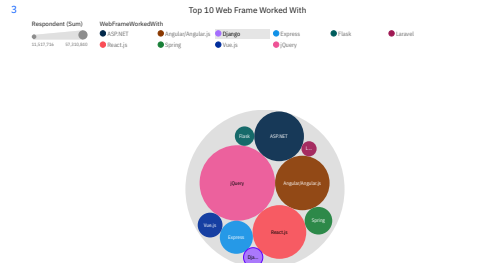 3
Top 10 Web Frame Worked With
Respondent (Sum)
WebFrameWorkedWith
ASP.NET
Angular/Angular.js
Django
Express
Flask
Laravel
React.js
Spring
Vue.js
jQuery
Flask
ASP.NET
L...
jQuery
Angular/Angular.js
Vue.js
Express
React.js
Spring
Dja...